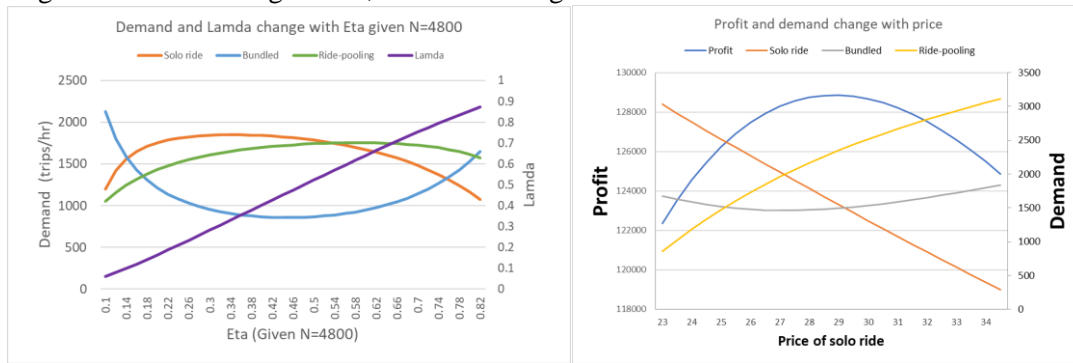 Demand and Lamda change with Eta given N=4800
Solo ride Bundled Ride-pooling Lamda
2500
2000
1500
1000
500
0
Demand (trips/hr)
1
0.9
0.8
0.7
0.6
0.5
0.4
0.3
0.2
0.1
0
Lamda
0.1 0.14 0.18 0.22 0.26 0.3 0.34 0.38 0.42 0.46 0.5 0.54 0.58 0.62 0.66 0.7 0.74 0.78 0.82
Eta (Given N=4800)
Profit and demand change with price
Profit Solo ride Bundled Ride-pooling
130000
128000
126000
124000
122000
120000
118000
Profit
3500
3000
2500
2000
1500
1000
500
0
Demand
23 24 25 26 27 28 29 30 31 32 33 34
Price of solo ride